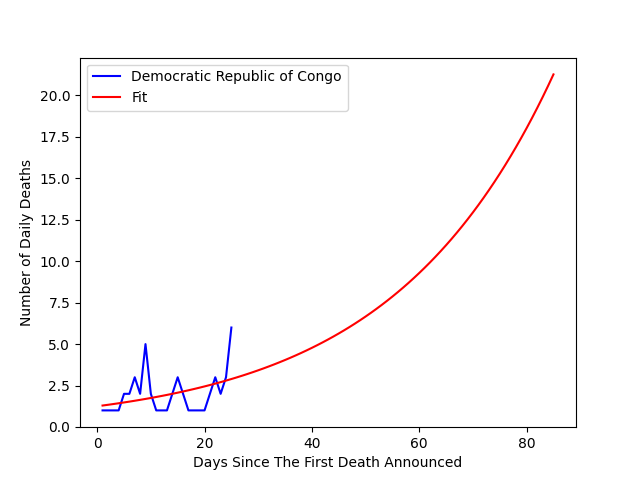 Democratic Republic of Congo
Fit
20.0
17.5
15.0
12.5
10.0
7.5
5.0
2.5
0.0
Number of Daily Deaths
0 20 40 60 80
Days Since The First Death Announced